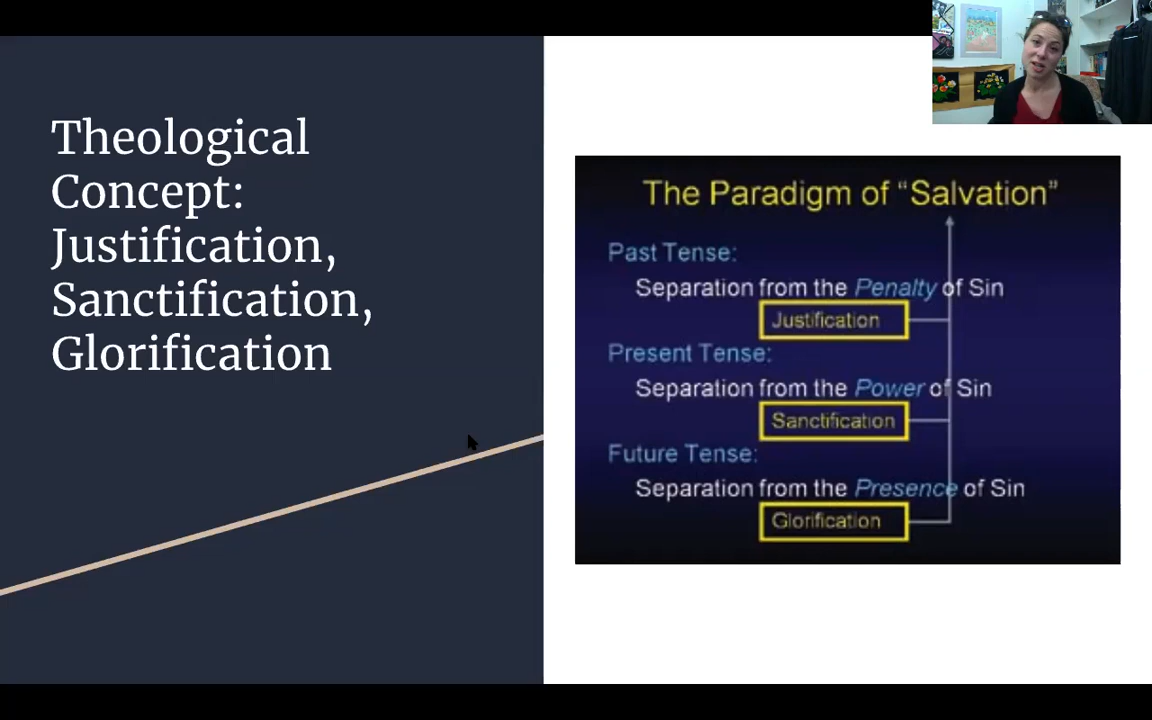 Theological
Concept:
Justification,
Sanctification,
Glorification
The Paradigm of “Salvation”
Past Tense:
Separation from the Penalty of Sin
Justification
Present Tense:
Separation from the Power of Sin
Sanctification
Future Tense:
Separation from the Presence of Sin
Glorification